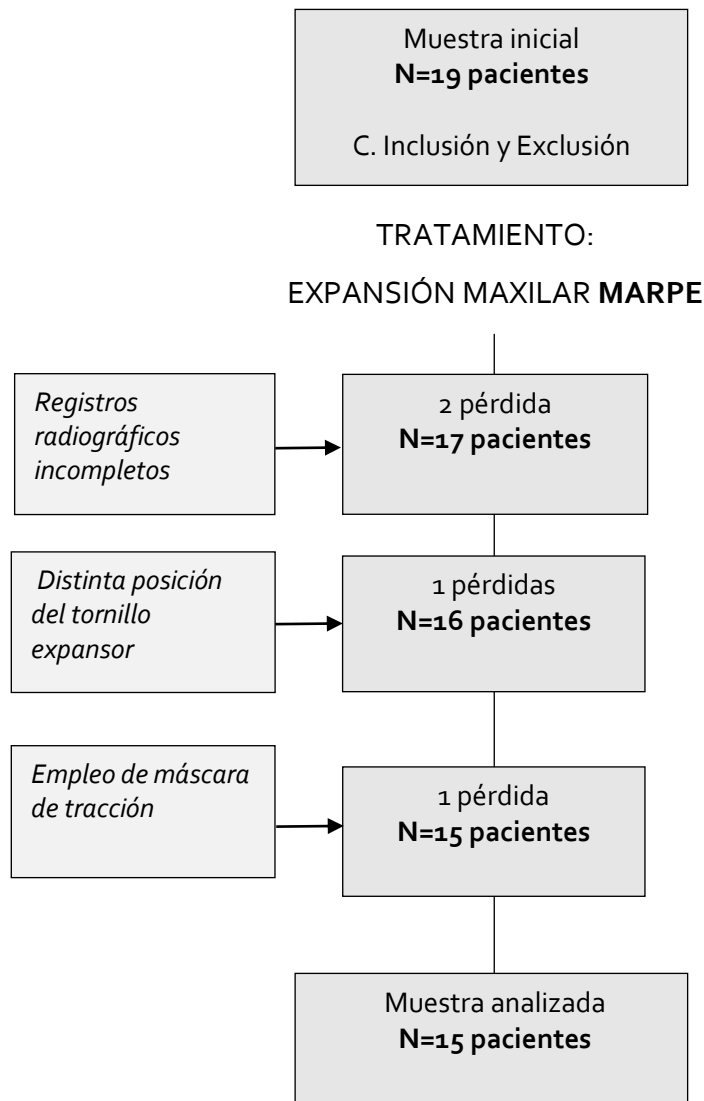 Muestra inicial
N=19 pacientes
C. Inclusión y Exclusión
TRATAMIENTO:
EXPANSIÓN MAXILAR MARPE
Registros
radiográficos
incompletos
2 pérdida
N=17 pacientes
Distinta posición
del tornillo
expansor
1 pérdidas
N=16 pacientes
Empleo de máscara
de tracción
1 pérdida
N=15 pacientes
Muestra analizada
N=15 pacientes